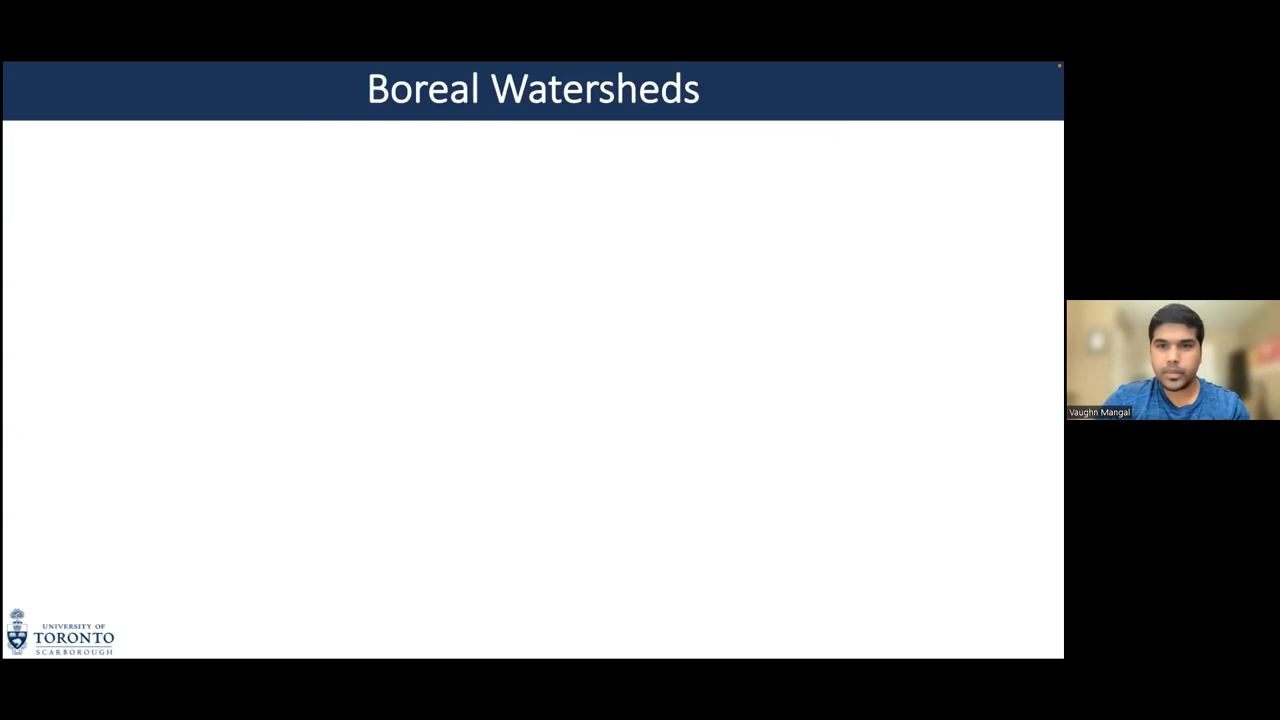 Boreal Watersheds
Vaughn Mangal
UNIVERSITY OF
TORONTO
SCARBOROUGH